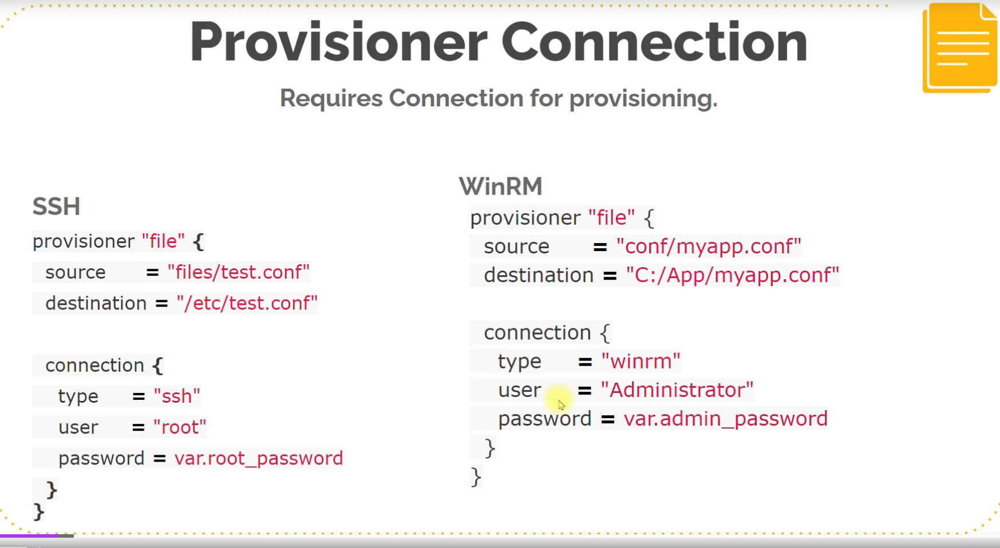 Provisioner Connection
Requires Connection for provisioning.
SSH
provisioner "file" {
source = "files/test.conf"
destination = "/etc/test.conf"
connection {
type = "ssh"
user = "root"
password = var.root_password
}
}
WinRM
provisioner "file" {
source = "conf/myapp.conf"
destination = "C:/App/myapp.conf"
connection {
type = "winrm"
user = "Administrator"
password = var.admin_password
}
}